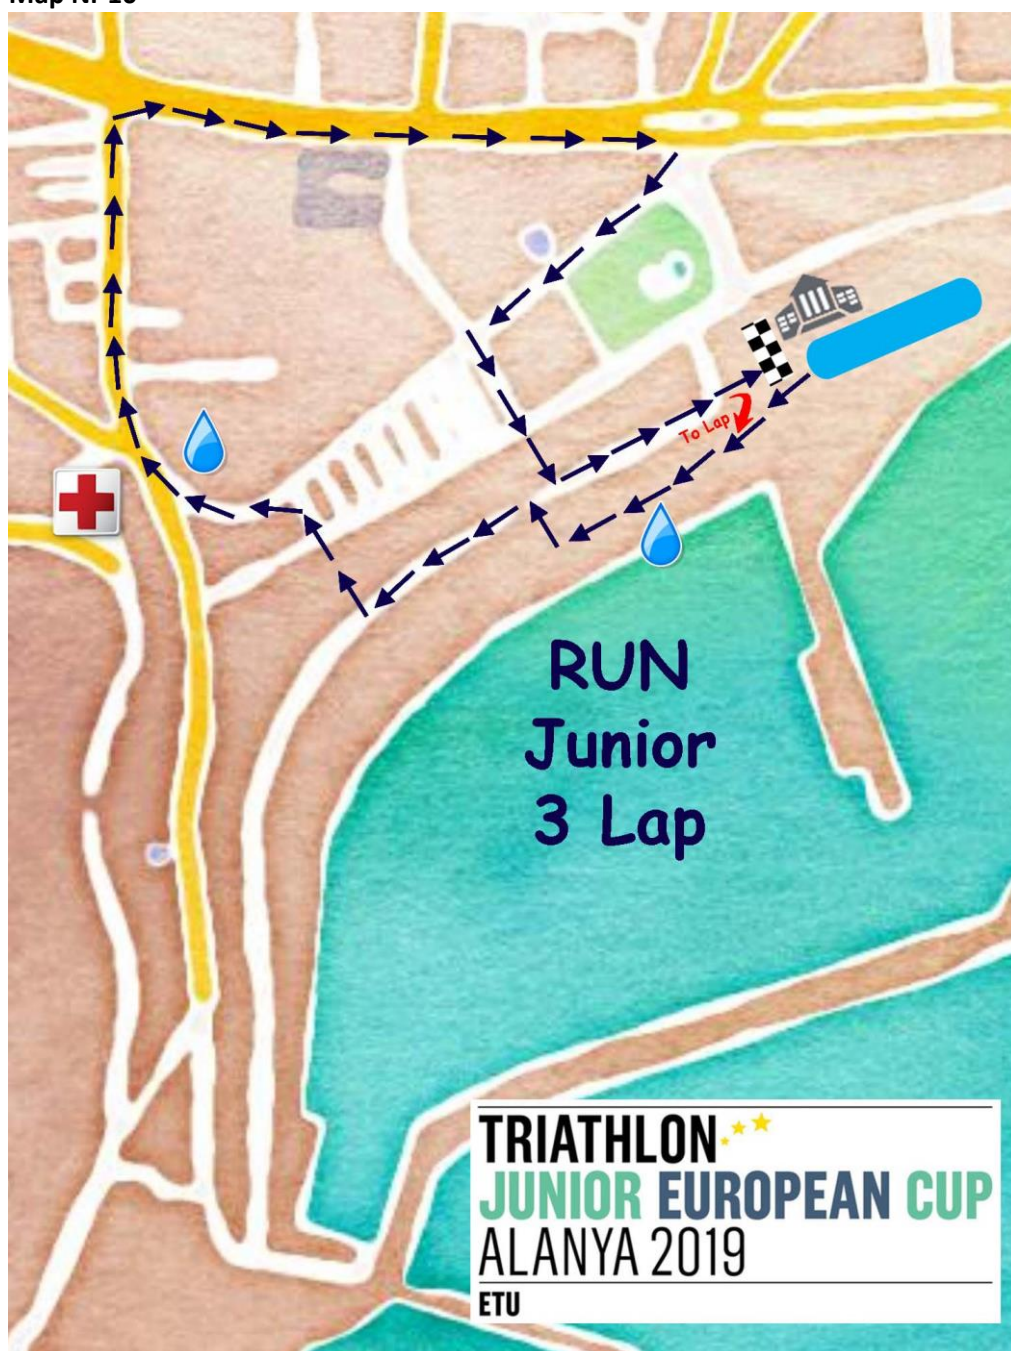 To Lap
RUN
Junior
3 Lap
TRIATHLON
JUNIOR EUROPEAN CUP
ALANYA 2019
ETU